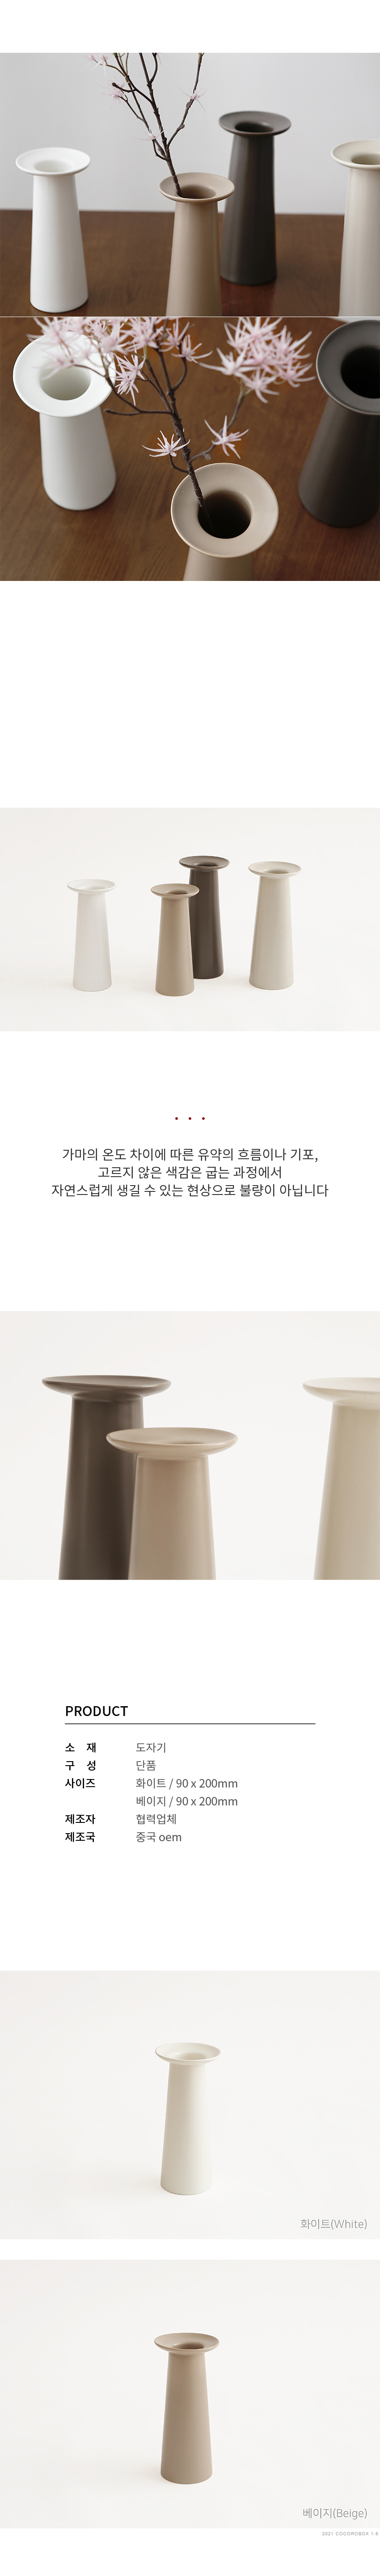 가마의 온도 차이에 따른 유약의 흐름이나 기포,
고르지 않은 색감은 굽는 과정에서
자연스럽게 생길 수 있는 현상으로 불량이 아닙니다
PRODUCT
소 재 도자기
구 성 단품
사이즈 화이트 / 90 x 200mm
베이지 / 90 x 200mm
제조자 협력업체
제조국 중국 oem
화이트(White)
베이지(Beige)
2021 COCOROBOX 1.6